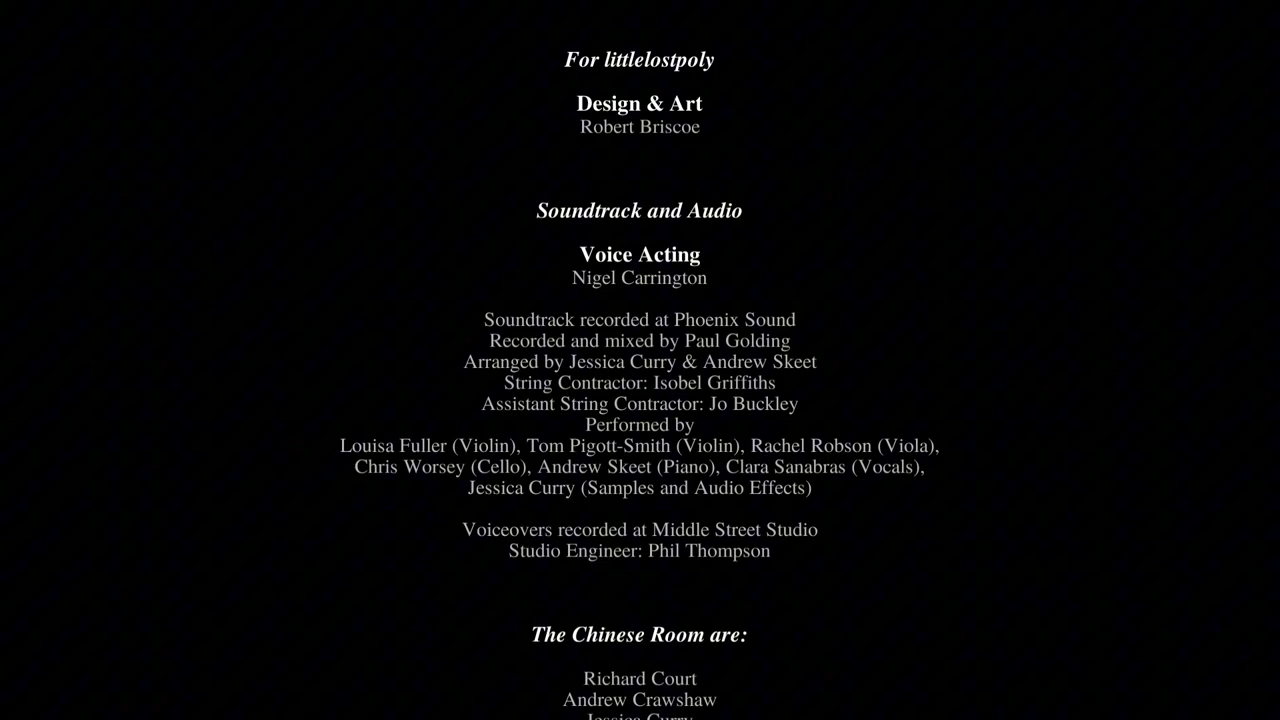 For littlelostpoly
Design & Art
Robert Briscoe
Soundtrack and Audio
Voice Acting
Nigel Carrington
Soundtrack recorded at Phoenix Sound
Recorded and mixed by Paul Golding
Arranged by Jessica Curry & Andrew Skeet
String Contractor: Isobel Griffiths
Assistant String Contractor: Jo Buckley
Performed by
Louisa Fuller (Violin), Tom Pigott-Smith (Violin), Rachel Robson (Viola),
Chris Worsey (Cello), Andrew Skeet (Piano), Clara Sanabras (Vocals),
Jessica Curry (Samples and Audio Effects)
Voiceovers recorded at Middle Street Studio
Studio Engineer: Phil Thompson
The Chinese Room are:
Richard Court
Andrew Crawshaw
Jessica Curry